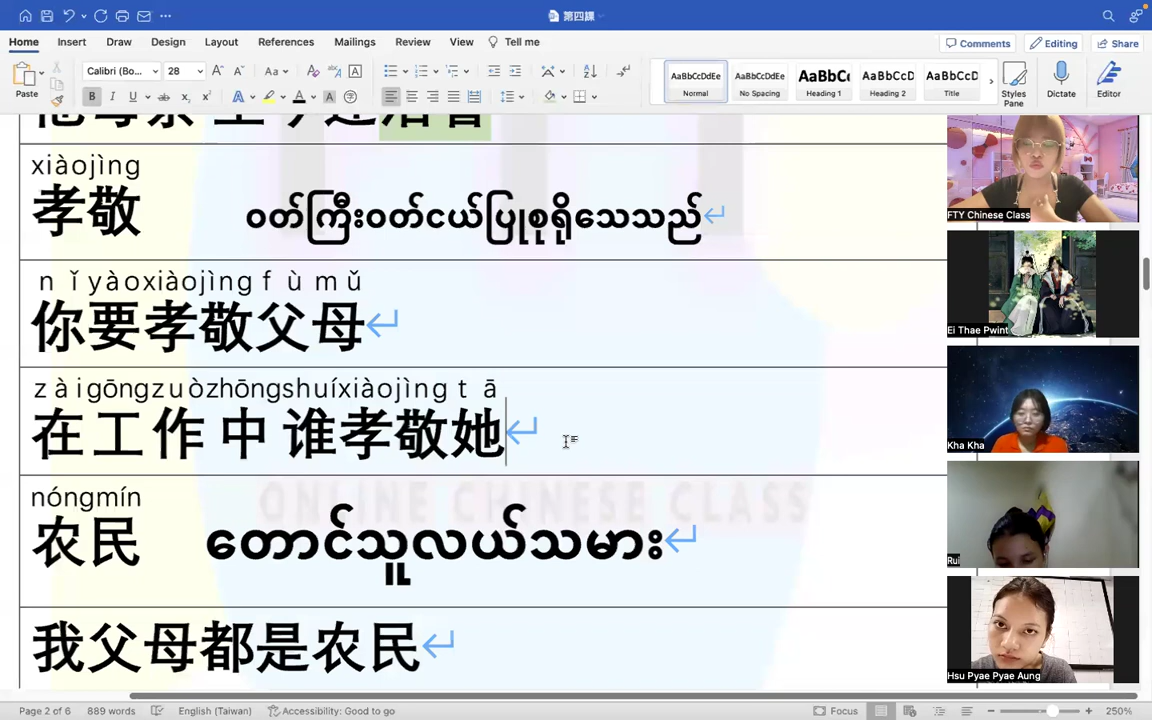 第四課
Home Insert Draw Design Layout References Mailings Review View Tell me
Comments Editing Share
Paste
Calibri (Bo... 28
AaBbCcDdEe
Normal
AaBbCcDdEe
No Spacing
AaBbCc
Heading 1
AaBbCcD
Heading 2
AaBbCcD
Title
Styles Pane
Dictate
Editor
xiàojìng
孝敬 ဝတ်ကြီးဝတ်ငယ်ပြုစုရိုသေသည်
nǐyàoxiàojìngfùmǔ
你要孝敬父母
zàigōngzuòzhōngshuíxiàojìngtā
在工作中谁孝敬她
ONLINE CHINESE CLASS
nóngmín
农民 တောင်သူလယ်သမား
我父母都是农民
FTY Chinese Class
Ei Thae Pwint
Kha Kha
Rui
Hsu Pyae Pyae Aung
Page 2 of 6 889 words English (Taiwan) Accessibility: Good to go Focus 250%